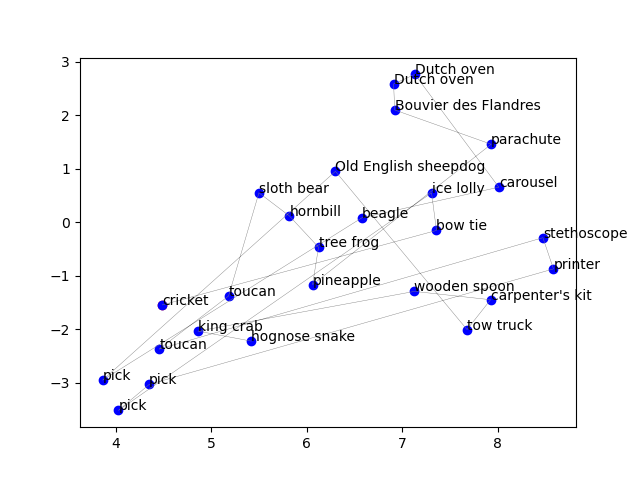 3
Dutch oven
Dutch oven
2
Bouvier des Flandres
parachute
1
Old English sheepdog
sloth bear
ice lolly
carousel
hornbill
beagle
0
bow tie
stethoscope
tree frog
printer
−1
pineapple
wooden spoon
toucan
carpenter's kit
cricket
king crab
tow truck
−2
hognose snake
toucan
pick
pick
−3
pick
4
5
6
7
8